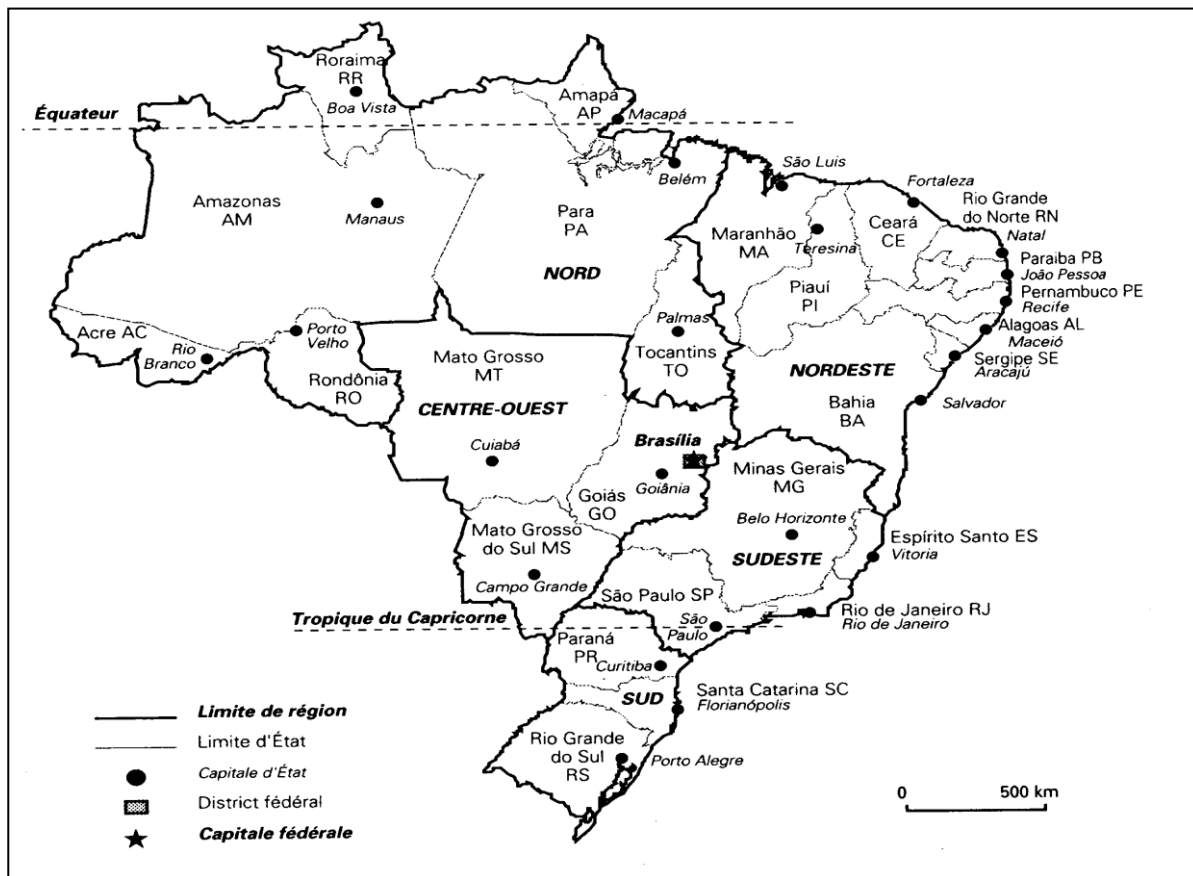 Roraima
RR
Boa Vista
Amapá
AP
Macapá
Équateur
Belém
São Luis
Fortaleza
Rio Grande
do Norte RN
Natal
Amazonas
AM
Manaus
Para
PA
NORD
Maranhão
MA
Teresina
Ceará
CE
Piauí
PI
Paraiba PB
João Pessoa
Pernambuco PE
Recife
Alagoas AL
Maceió
Sergipe SE
Aracajú
Acre AC
Rio
Branco
Porto
Velho
Rondônia
RO
Mato Grosso
MT
CENTRE-OUEST
Cuiabá
Palmas
Tocantins
TO
NORDESTE
Bahia
BA
Salvador
Brasília
Goiânia
Goiás
GO
Minas Gerais
MG
Belo Horizonte
SUDESTE
Espírito Santo ES
Vitoria
Mato Grosso
do Sul MS
Campo Grande
São Paulo SP
São
Paulo
Rio de Janeiro RJ
Rio de Janeiro
Tropique du Capricorne
Paraná
PR
Curitiba
SUD
Santa Catarina SC
Florianópolis
Rio Grande
do Sul
RS
Porto Alegre
Limite de région
Limite d'État
Capitale d'État
District fédéral
Capitale fédérale
0 500 km